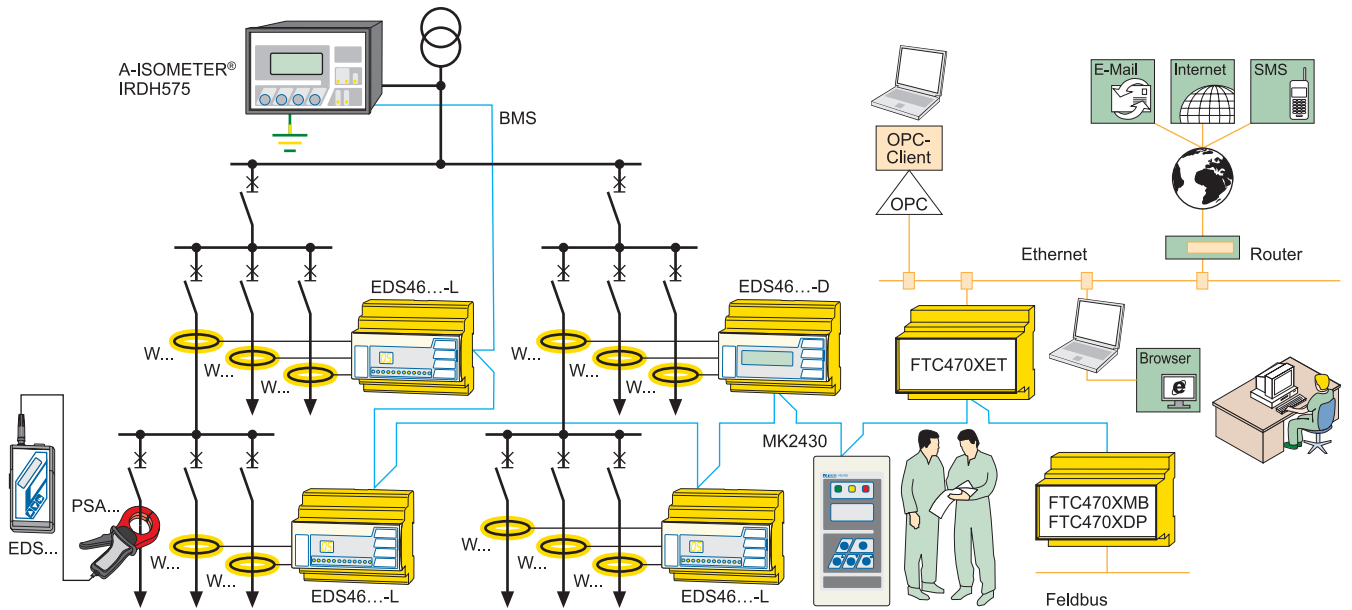 A-ISOMETER®
IRDH575
BMS
E-Mail
Internet
SMS
OPC-
Client
OPC
Ethernet
Router
EDS46...-L
EDS46...-D
W...
W...
W...
W...
W...
W...
FTC470XET
Browser
MK2430
PSA...
EDS...
FTC470XMB
FTC470XDP
W...
W...
W...
W...
W...
EDS46...-L
EDS46...-L
Feldbus